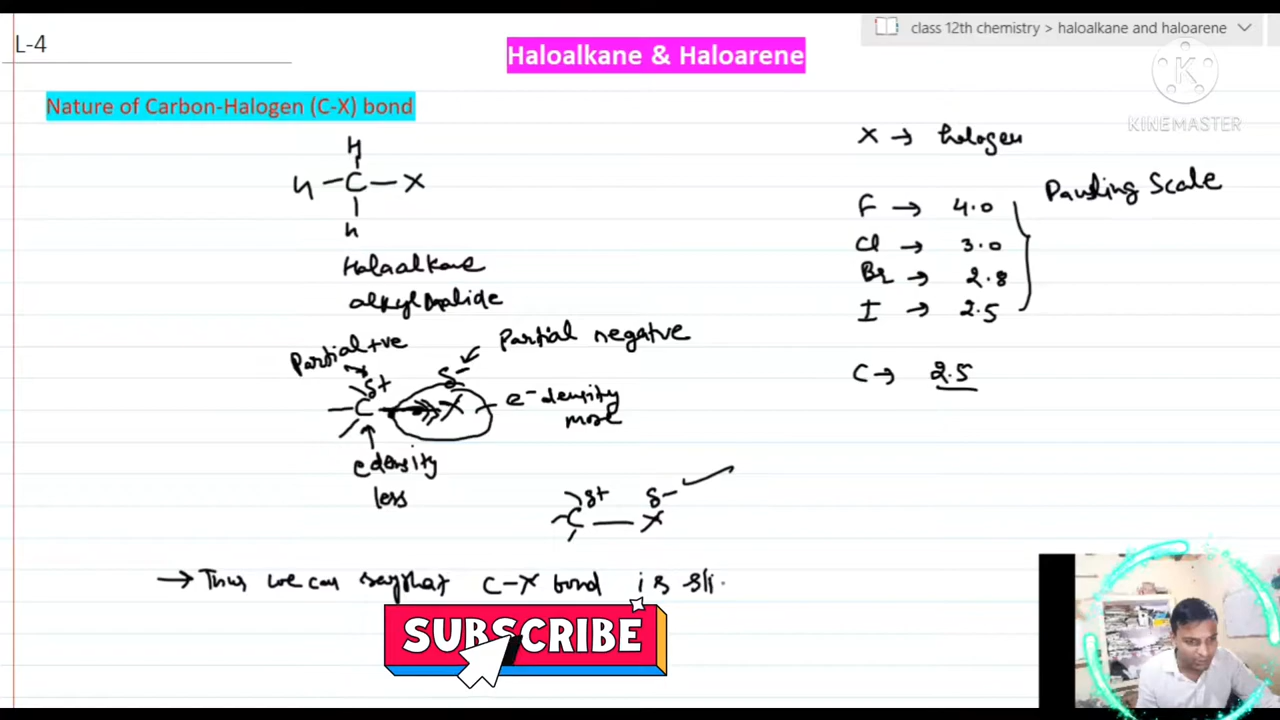 L-4
class 12th chemistry > haloalkane and haloarene
Haloalkane & Haloarene
K
KINEMASTER
Nature of Carbon-Halogen (C-X) bond
H
H-C-X
H
Haloalkane
alkyl halide
X → halogen
Pauling Scale
F → 4.0
Cl → 3.0
Br → 2.8
I → 2.5
C → 2.5
Partial +ve
Partial negatve
δ+
δ-
C
X
e- density
more
e density
less
δ+ δ-
C — X
→ Thus we can say that C-X bond is sli
SUBSCRIBE